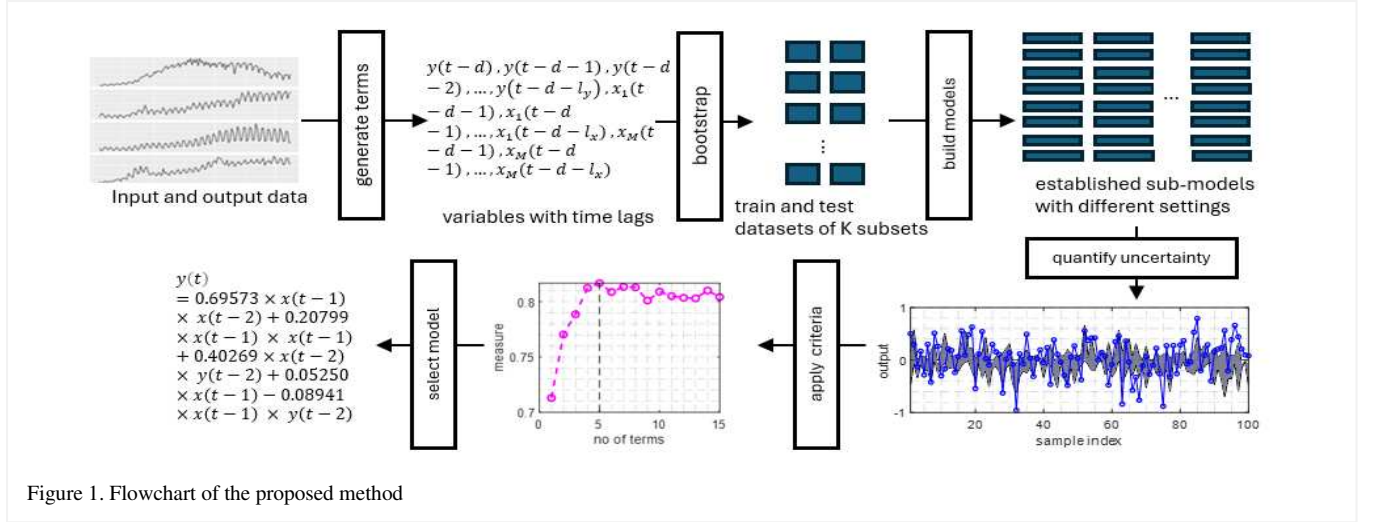 Input and output data
generate terms
y(t − d) , y(t − d − 1) , y(t − d
− 2) , … , y(t − d − l_y) , x_1(t
− d − 1) , x_1(t − d
− 1) , … , x_1(t − d − l_x) , x_M(t
− d − 1) , x_M(t − d
− 1) , … , x_M(t − d − l_x)
variables with time lags
bootstrap
⋮
train and test
datasets of K subsets
build models
…
established sub-models
with different settings
quantify uncertainty
1
0
-1
output
20 40 60 80 100
sample index
apply criteria
0.8
0.75
0.7
measure
0 5 10 15
no of terms
select model
y(t)
= 0.69573 × x(t − 1)
× x(t − 2) + 0.20799
× x(t − 1) × x(t − 1)
+ 0.40269 × x(t − 2)
× y(t − 2) + 0.05250
× x(t − 1) − 0.08941
× x(t − 1) × y(t − 2)
Figure 1. Flowchart of the proposed method